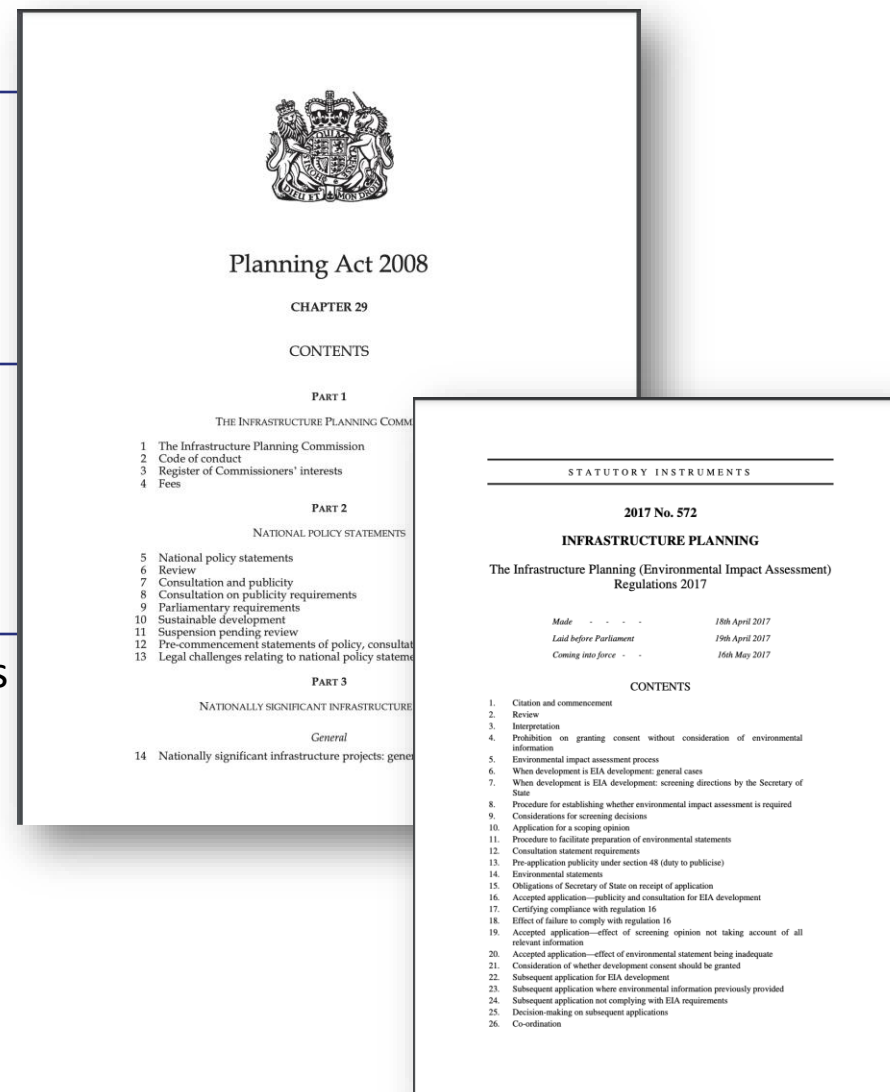 DIEU ET MON DROIT
Planning Act 2008
CHAPTER 29
CONTENTS
PART 1
THE INFRASTRUCTURE PLANNING
1 The Infrastructure Planning Commission
2 Code of conduct
3 Register of Commissioners' interests
4 Fees
PART 2
NATIONAL POLICY STATEMENTS
5 National policy statements
6 Review
7 Consultation and publicity
8 Consultation on publicity requirements
9 Parliamentary requirements
10 Sustainable development
11 Suspension pending review
12 Pre-commencement statements of policy,
13 Legal challenges relating to national policy
PART 3
NATIONALLY SIGNIFICANT INFRASTRUCTURE
General
14 Nationally significant infrastructure projects:
S
STATUTORY INSTRUMENTS
2017 No. 572
INFRASTRUCTURE PLANNING
The Infrastructure Planning (Environmental Impact Assessment)
Regulations 2017
Made - - - - 18th April 2017
Laid before Parliament 19th April 2017
Coming into force - - 16th May 2017
CONTENTS
1. Citation and commencement
2. Review
3. Interpretation
4. Prohibition on granting consent without consideration of environmental
information
5. Environmental impact assessment process
6. When development is EIA development: general cases
7. When development is EIA development: screening directions by the Secretary of
State
8. Procedure for establishing whether environmental impact assessment is required
9. Considerations for screening decisions
10. Application for a scoping opinion
11. Procedure to facilitate preparation of environmental statements
12. Consultation statement requirements
13. Pre-application publicity under section 48 (duty to publicise)
14. Environmental statements
15. Obligations of Secretary of State on receipt of application
16. Accepted application—publicity and consultation for EIA development
17. Certifying compliance with regulation 16
18. Effect of failure to comply with regulation 16
19. Accepted application—effect of screening opinion not taking account of all
relevant information
20. Accepted application—effect of environmental statement being inadequate
21. Consideration of whether development consent should be granted
22. Subsequent application for EIA development
23. Subsequent application where environmental information previously provided
24. Subsequent application not complying with EIA requirements
25. Decision-making on subsequent applications
26. Co-ordination